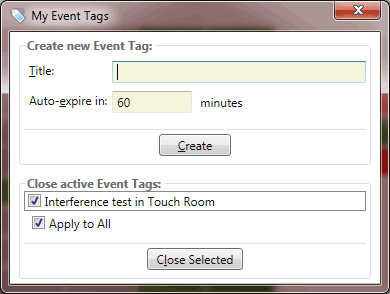 My Event Tags
Create new Event Tag:
Title:
Auto-expire in: 60 minutes
Create
Close active Event Tags:
Interference test in Touch Room
Apply to All
Close Selected